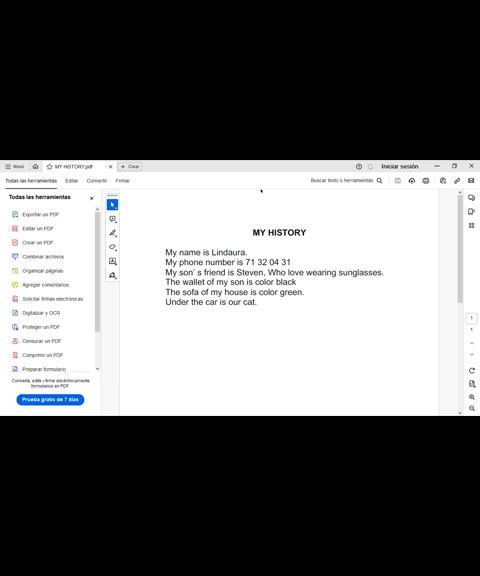 Menú
MY HISTORY.pdf
Crear
Iniciar sesión
Todas las herramientas
Editar
Convertir
Firmar
Buscar texto o herramientas
Todas las herramientas
Exportar un PDF
Editar un PDF
Crear un PDF
Combinar archivos
Organizar páginas
Agregar comentarios
Solicitar firmas electrónicas
Digitalizar y OCR
Proteger un PDF
Censurar un PDF
Comprimir un PDF
Preparar formulario
Convierta, edite y firme electrónicamente
formularios en PDF
Prueba gratis de 7 días
MY HISTORY
My name is Lindaura.
My phone number is 71 32 04 31
My son´ s friend is Steven, Who love wearing sunglasses.
The wallet of my son is color black
The sofa of my house is color green.
Under the car is our cat.
1
1